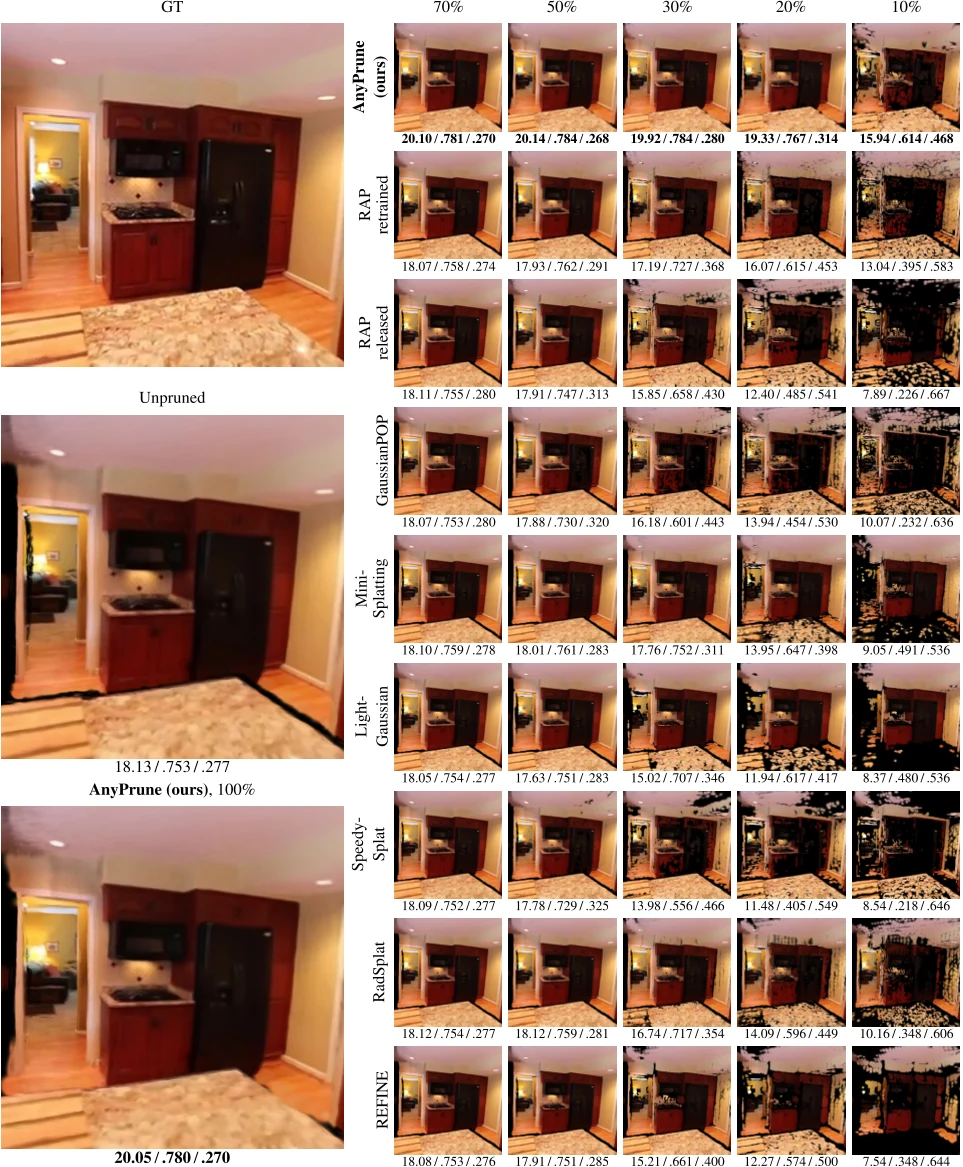 GT
70% 50% 30% 20% 10%
AnyPrune
(ours)
20.10 / .781 / .270 20.14 / .784 / .268 19.92 / .784 / .280 19.33 / .767 / .314 15.94 / .614 / .468
RAP
retrained
18.07 / .758 / .274 17.93 / .762 / .291 17.19 / .727 / .368 16.07 / .615 / .453 13.04 / .395 / .583
RAP
released
18.11 / .755 / .280 17.91 / .747 / .313 15.85 / .658 / .430 12.40 / .485 / .541 7.89 / .226 / .667
Unpruned
GaussianPOP
18.07 / .753 / .280 17.88 / .730 / .320 16.18 / .601 / .443 13.94 / .454 / .530 10.07 / .232 / .636
Mini-
Splatting
18.10 / .759 / .278 18.01 / .761 / .283 17.76 / .752 / .311 13.95 / .647 / .398 9.05 / .491 / .536
Light-
Gaussian
18.05 / .754 / .277 17.63 / .751 / .283 15.02 / .707 / .346 11.94 / .617 / .417 8.37 / .480 / .536
18.13 / .753 / .277
AnyPrune (ours), 100%
Speedy-
Splat
18.09 / .752 / .277 17.78 / .729 / .325 13.98 / .556 / .466 11.48 / .405 / .549 8.54 / .218 / .646
RadSplat
18.12 / .754 / .277 18.12 / .759 / .281 16.74 / .717 / .354 14.09 / .596 / .449 10.16 / .348 / .606
REFINE
18.08 / .753 / .276 17.91 / .751 / .285 15.21 / .661 / .400 12.27 / .574 / .500 7.54 / .348 / .644
20.05 / .780 / .270